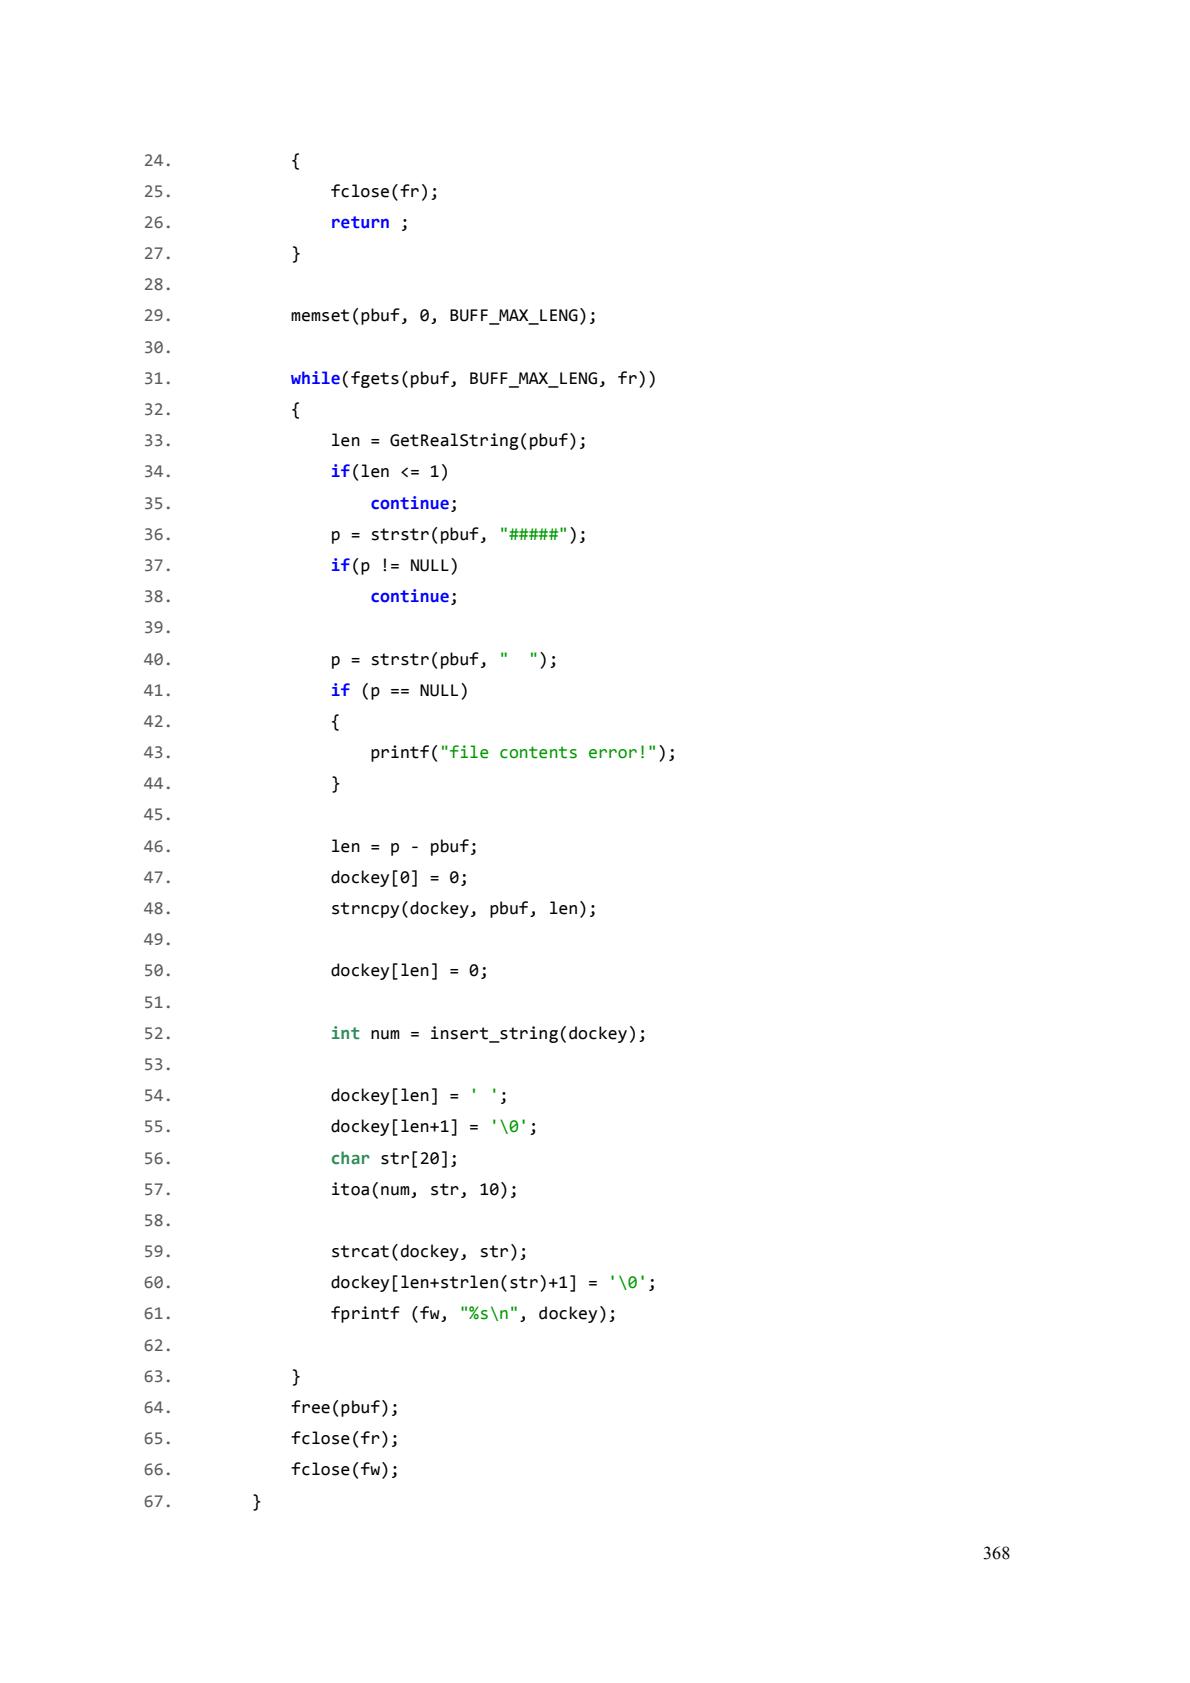 24.            {
25.                fclose(fr);
26.                return ;
27.            }
28.
29.            memset(pbuf, 0, BUFF_MAX_LENG);
30.
31.            while(fgets(pbuf, BUFF_MAX_LENG, fr))
32.            {
33.                len = GetRealString(pbuf);
34.                if(len <= 1)
35.                    continue;
36.                p = strstr(pbuf, "#####");
37.                if(p != NULL)
38.                    continue;
39.
40.                p = strstr(pbuf, "  ");
41.                if (p == NULL)
42.                {
43.                    printf("file contents error!");
44.                }
45.
46.                len = p - pbuf;
47.                dockey[0] = 0;
48.                strncpy(dockey, pbuf, len);
49.
50.                dockey[len] = 0;
51.
52.                int num = insert_string(dockey);
53.
54.                dockey[len] = ' ';
55.                dockey[len+1] = '\0';
56.                char str[20];
57.                itoa(num, str, 10);
58.
59.                strcat(dockey, str);
60.                dockey[len+strlen(str)+1] = '\0';
61.                fprintf (fw, "%s\n", dockey);
62.
63.            }
64.            free(pbuf);
65.            fclose(fr);
66.            fclose(fw);
67.        }
368